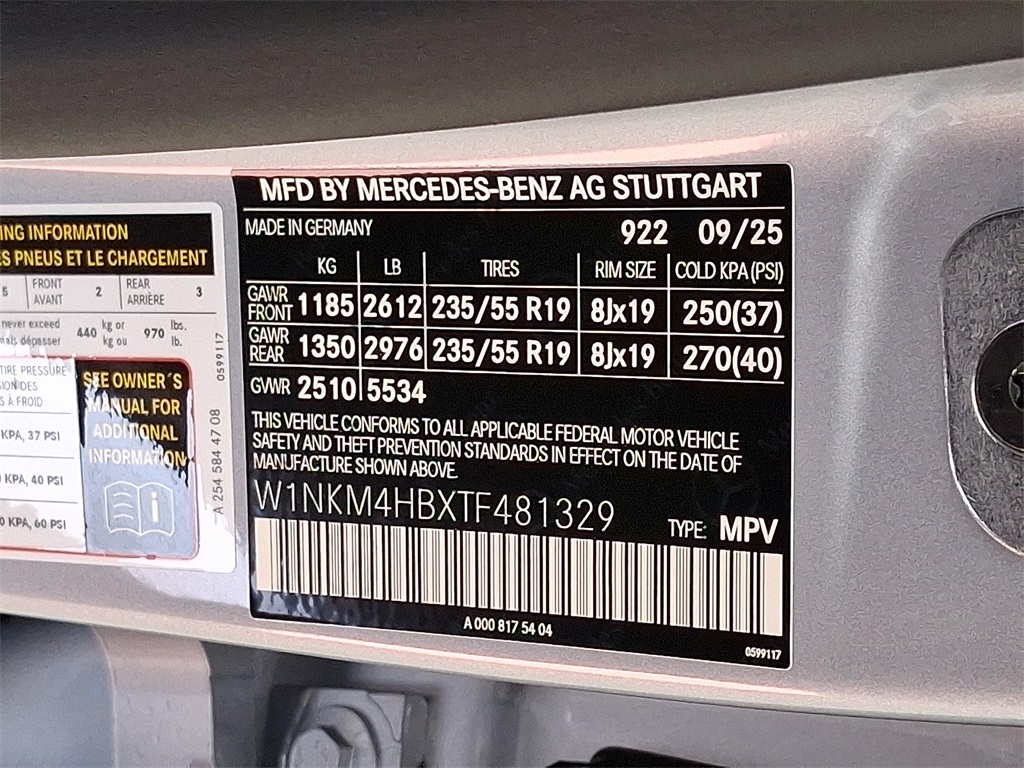 MFD BY MERCEDES-BENZ AG STUTTGART
MADE IN GERMANY 922 09/25
KG LB TIRES RIM SIZE COLD KPA (PSI)
GAWR FRONT 1185 2612 235/55 R19 8Jx19 250(37)
GAWR REAR 1350 2976 235/55 R19 8Jx19 270(40)
GVWR 2510 5534
THIS VEHICLE CONFORMS TO ALL APPLICABLE FEDERAL MOTOR VEHICLE
SAFETY AND THEFT PREVENTION STANDARDS IN EFFECT ON THE DATE OF
MANUFACTURE SHOWN ABOVE.
W1NKM4HBXTF481329 TYPE: MPV
A 000 817 54 04
0599117
INFORMATION
PNEUS ET LE CHARGEMENT
5 FRONT 2 REAR 3
AVANT ARRIÈRE
never exceed 440 kg or 970 lbs.
dépasser kg ou lb.
TIRE PRESSURE
DES
À FROID
KPA, 37 PSI
KPA, 40 PSI
KPA, 60 PSI
SEE OWNER´S
MANUAL FOR
ADDITIONAL
INFORMATION
0599117
A 254 584 47 08